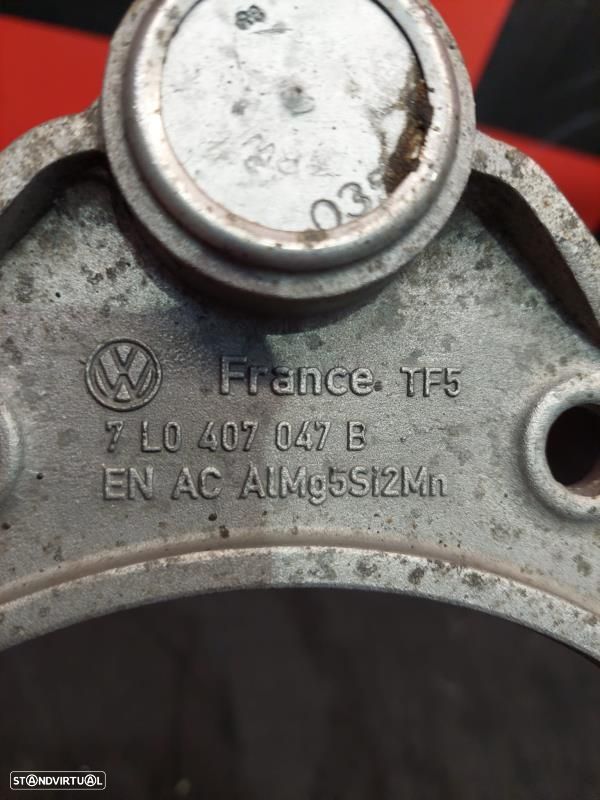 France TF5
7 L0 407 047 B
EN AC AlMg5Si2Mn
STANDVIRTUAL